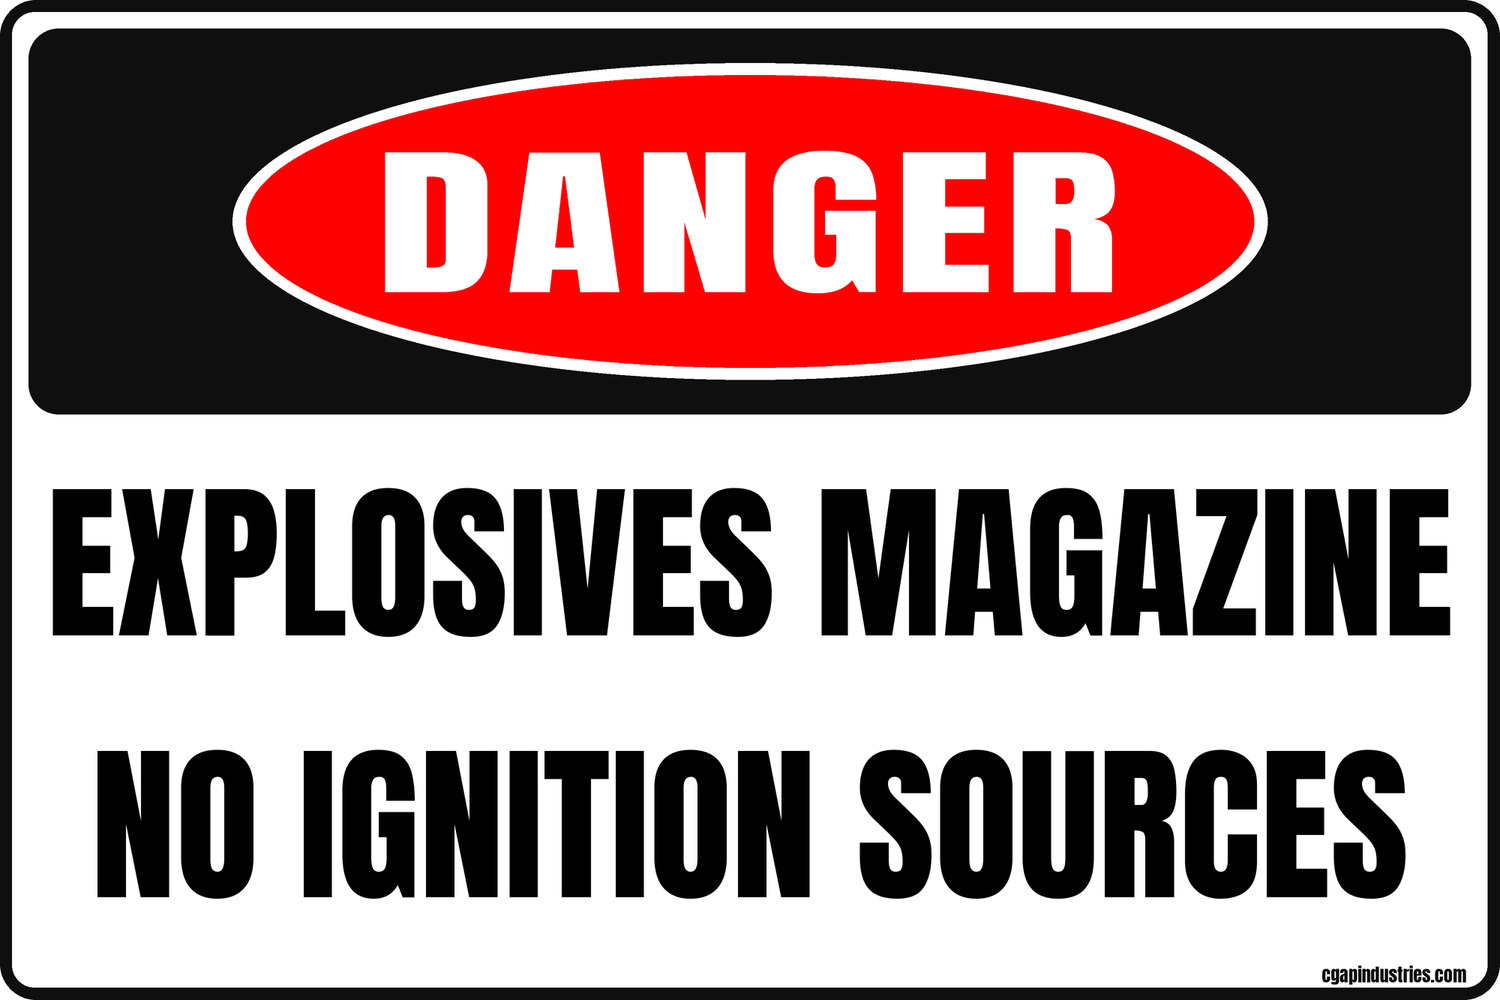 DANGER
EXPLOSIVES MAGAZINE
NO IGNITION SOURCES
cgapindustries.com